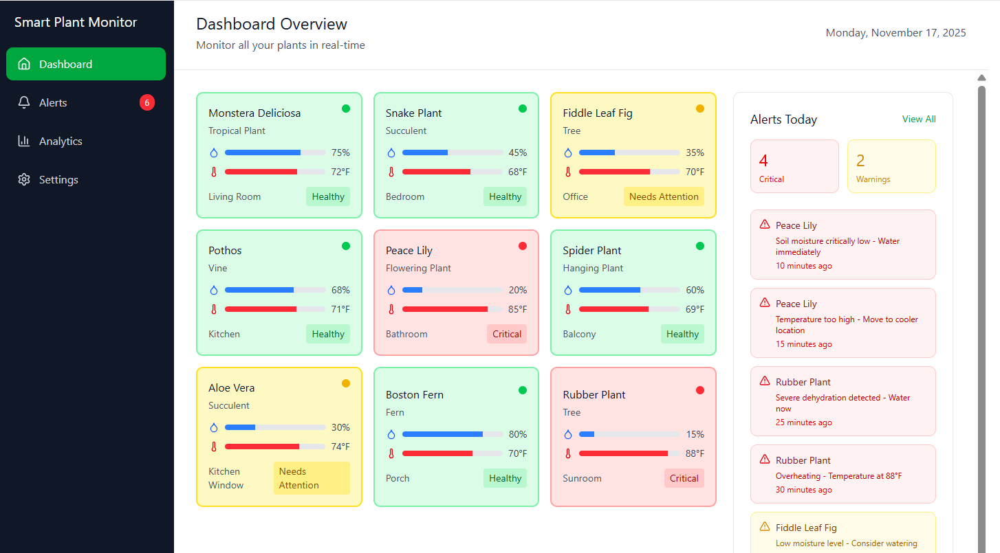 Smart Plant Monitor
Dashboard
Alerts
6
Analytics
Settings
Dashboard Overview
Monitor all your plants in real-time
Monday, November 17, 2025
Monstera Deliciosa
Tropical Plant
75%
72°F
Living Room
Healthy
Snake Plant
Succulent
45%
68°F
Bedroom
Healthy
Fiddle Leaf Fig
Tree
35%
70°F
Office
Needs Attention
Pothos
Vine
68%
71°F
Kitchen
Healthy
Peace Lily
Flowering Plant
20%
85°F
Bathroom
Critical
Spider Plant
Hanging Plant
60%
69°F
Balcony
Healthy
Aloe Vera
Succulent
30%
74°F
Kitchen
Window
Needs
Attention
Boston Fern
Fern
80%
70°F
Porch
Healthy
Rubber Plant
Tree
15%
88°F
Sunroom
Critical
Alerts Today
View All
4
Critical
2
Warnings
Peace Lily
Soil moisture critically low - Water
immediately
10 minutes ago
Peace Lily
Temperature too high - Move to cooler
location
15 minutes ago
Rubber Plant
Severe dehydration detected - Water
now
25 minutes ago
Rubber Plant
Overheating - Temperature at 88°F
30 minutes ago
Fiddle Leaf Fig
Low moisture level - Consider watering